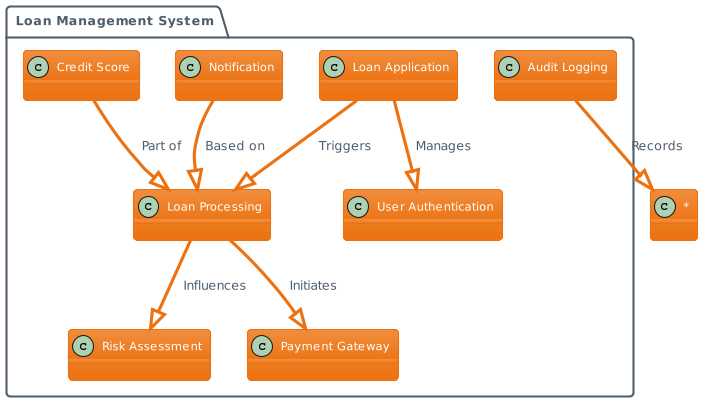 Loan Management System
C Credit Score
C Notification
C Loan Application
C Audit Logging
Part of
Based on
Triggers
Manages
Records
C Loan Processing
C User Authentication
C *
Influences
Initiates
C Risk Assessment
C Payment Gateway